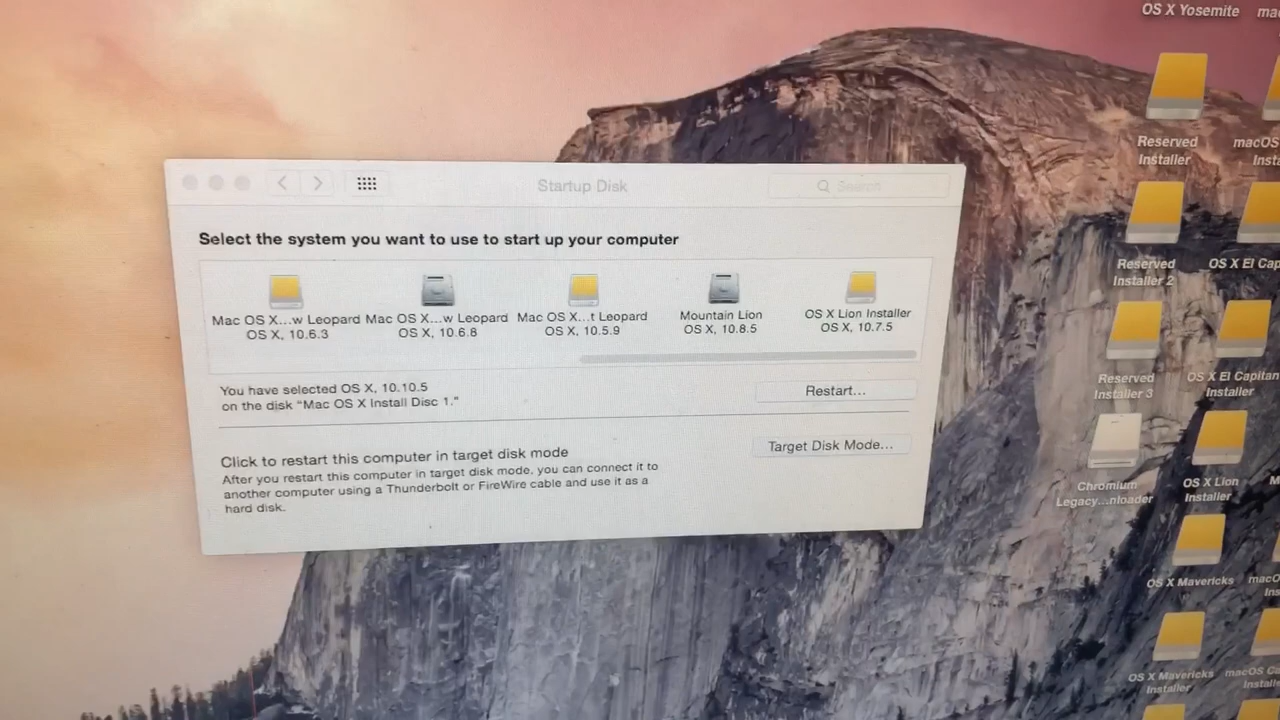 OS X Yosemite
Startup Disk
Search
Select the system you want to use to start up your computer
Mac OS X...w Leopard
OS X, 10.6.3
Mac OS X...w Leopard
OS X, 10.6.8
Mac OS X...t Leopard
OS X, 10.5.9
Mountain Lion
OS X, 10.8.5
OS X Lion Installer
OS X, 10.7.5
You have selected OS X, 10.10.5
on the disk “Mac OS X Install Disc 1.”
Restart...
Click to restart this computer in target disk mode
After you restart this computer in target disk mode, you can connect it to
another computer using a Thunderbolt or FireWire cable and use it as a
hard disk.
Target Disk Mode...
Reserved
Installer
macOS
Reserved
Installer 2
OS X El Cap
Reserved
Installer 3
OS X El Capitan
Installer
Chromium
Legacy...nloader
OS X Lion
Installer
OS X Mavericks
OS X Mavericks
Installer